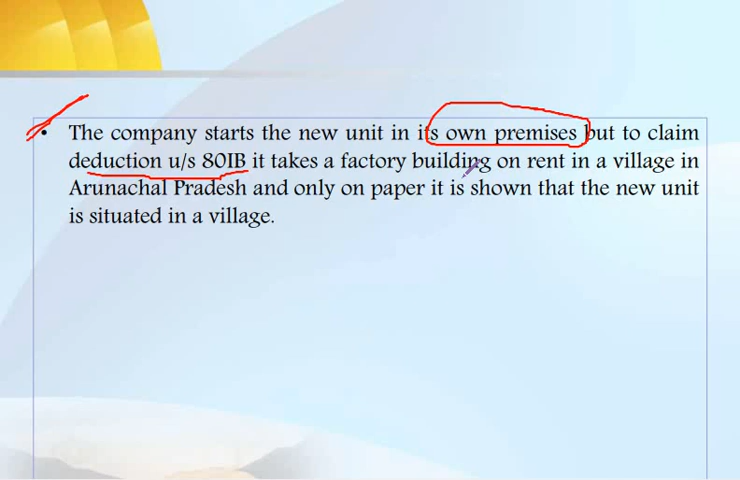 • The company starts the new unit in its own premises but to claim
deduction u/s 80IB it takes a factory building on rent in a village in
Arunachal Pradesh and only on paper it is shown that the new unit
is situated in a village.